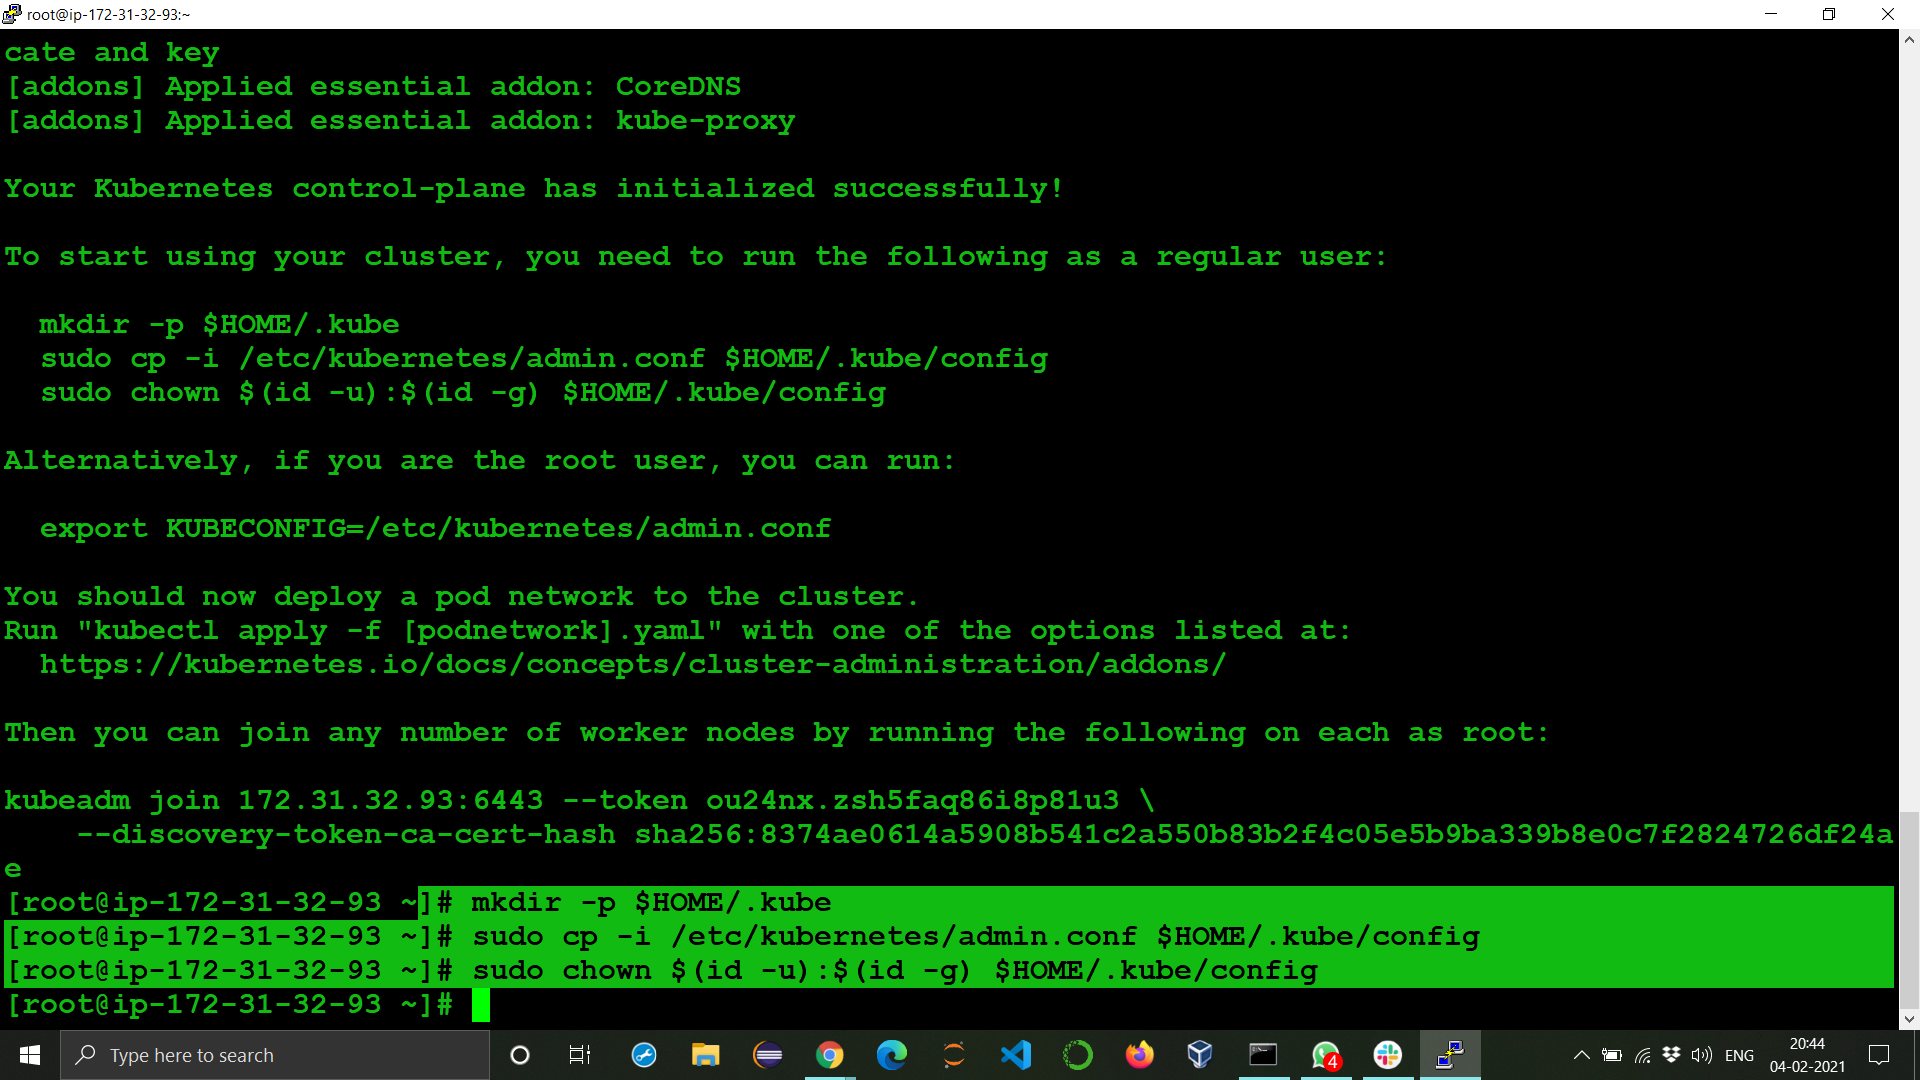 root@ip-172-31-32-93:~
cate and key
[addons] Applied essential addon: CoreDNS
[addons] Applied essential addon: kube-proxy
Your Kubernetes control-plane has initialized successfully!
To start using your cluster, you need to run the following as a regular user:
mkdir -p $HOME/.kube
sudo cp -i /etc/kubernetes/admin.conf $HOME/.kube/config
sudo chown $(id -u):$(id -g) $HOME/.kube/config
Alternatively, if you are the root user, you can run:
export KUBECONFIG=/etc/kubernetes/admin.conf
You should now deploy a pod network to the cluster.
Run "kubectl apply -f [podnetwork].yaml" with one of the options listed at:
https://kubernetes.io/docs/concepts/cluster-administration/addons/
Then you can join any number of worker nodes by running the following on each as root:
kubeadm join 172.31.32.93:6443 --token ou24nx.zsh5faq86i8p81u3 \
--discovery-token-ca-cert-hash sha256:8374ae0614a5908b541c2a550b83b2f4c05e5b9ba339b8e0c7f2824726df24a
e
[root@ip-172-31-32-93 ~]# mkdir -p $HOME/.kube
[root@ip-172-31-32-93 ~]# sudo cp -i /etc/kubernetes/admin.conf $HOME/.kube/config
[root@ip-172-31-32-93 ~]# sudo chown $(id -u):$(id -g) $HOME/.kube/config
[root@ip-172-31-32-93 ~]#
Type here to search
4
ENG
20:44
04-02-2021